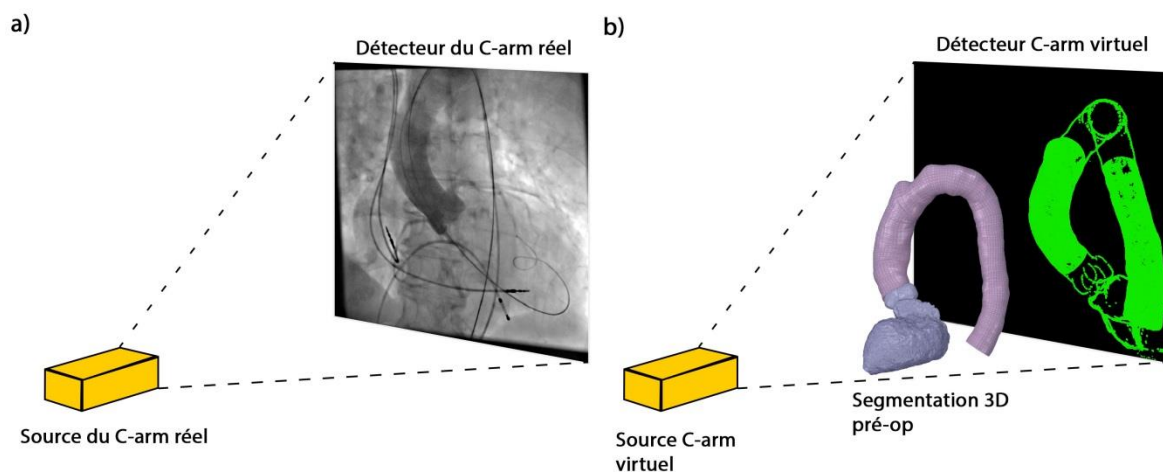 a)
Détecteur du C-arm réel
Source du C-arm réel
b)
Détecteur C-arm virtuel
Segmentation 3D
pré-op
Source C-arm
virtuel